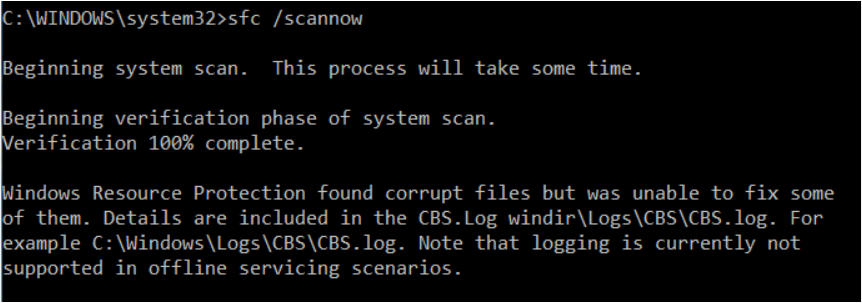 C:\WINDOWS\system32>sfc /scannow
Beginning system scan.  This process will take some time.
Beginning verification phase of system scan.
Verification 100% complete.
Windows Resource Protection found corrupt files but was unable to fix some
of them. Details are included in the CBS.Log windir\Logs\CBS\CBS.log. For
example C:\Windows\Logs\CBS\CBS.log. Note that logging is currently not
supported in offline servicing scenarios.